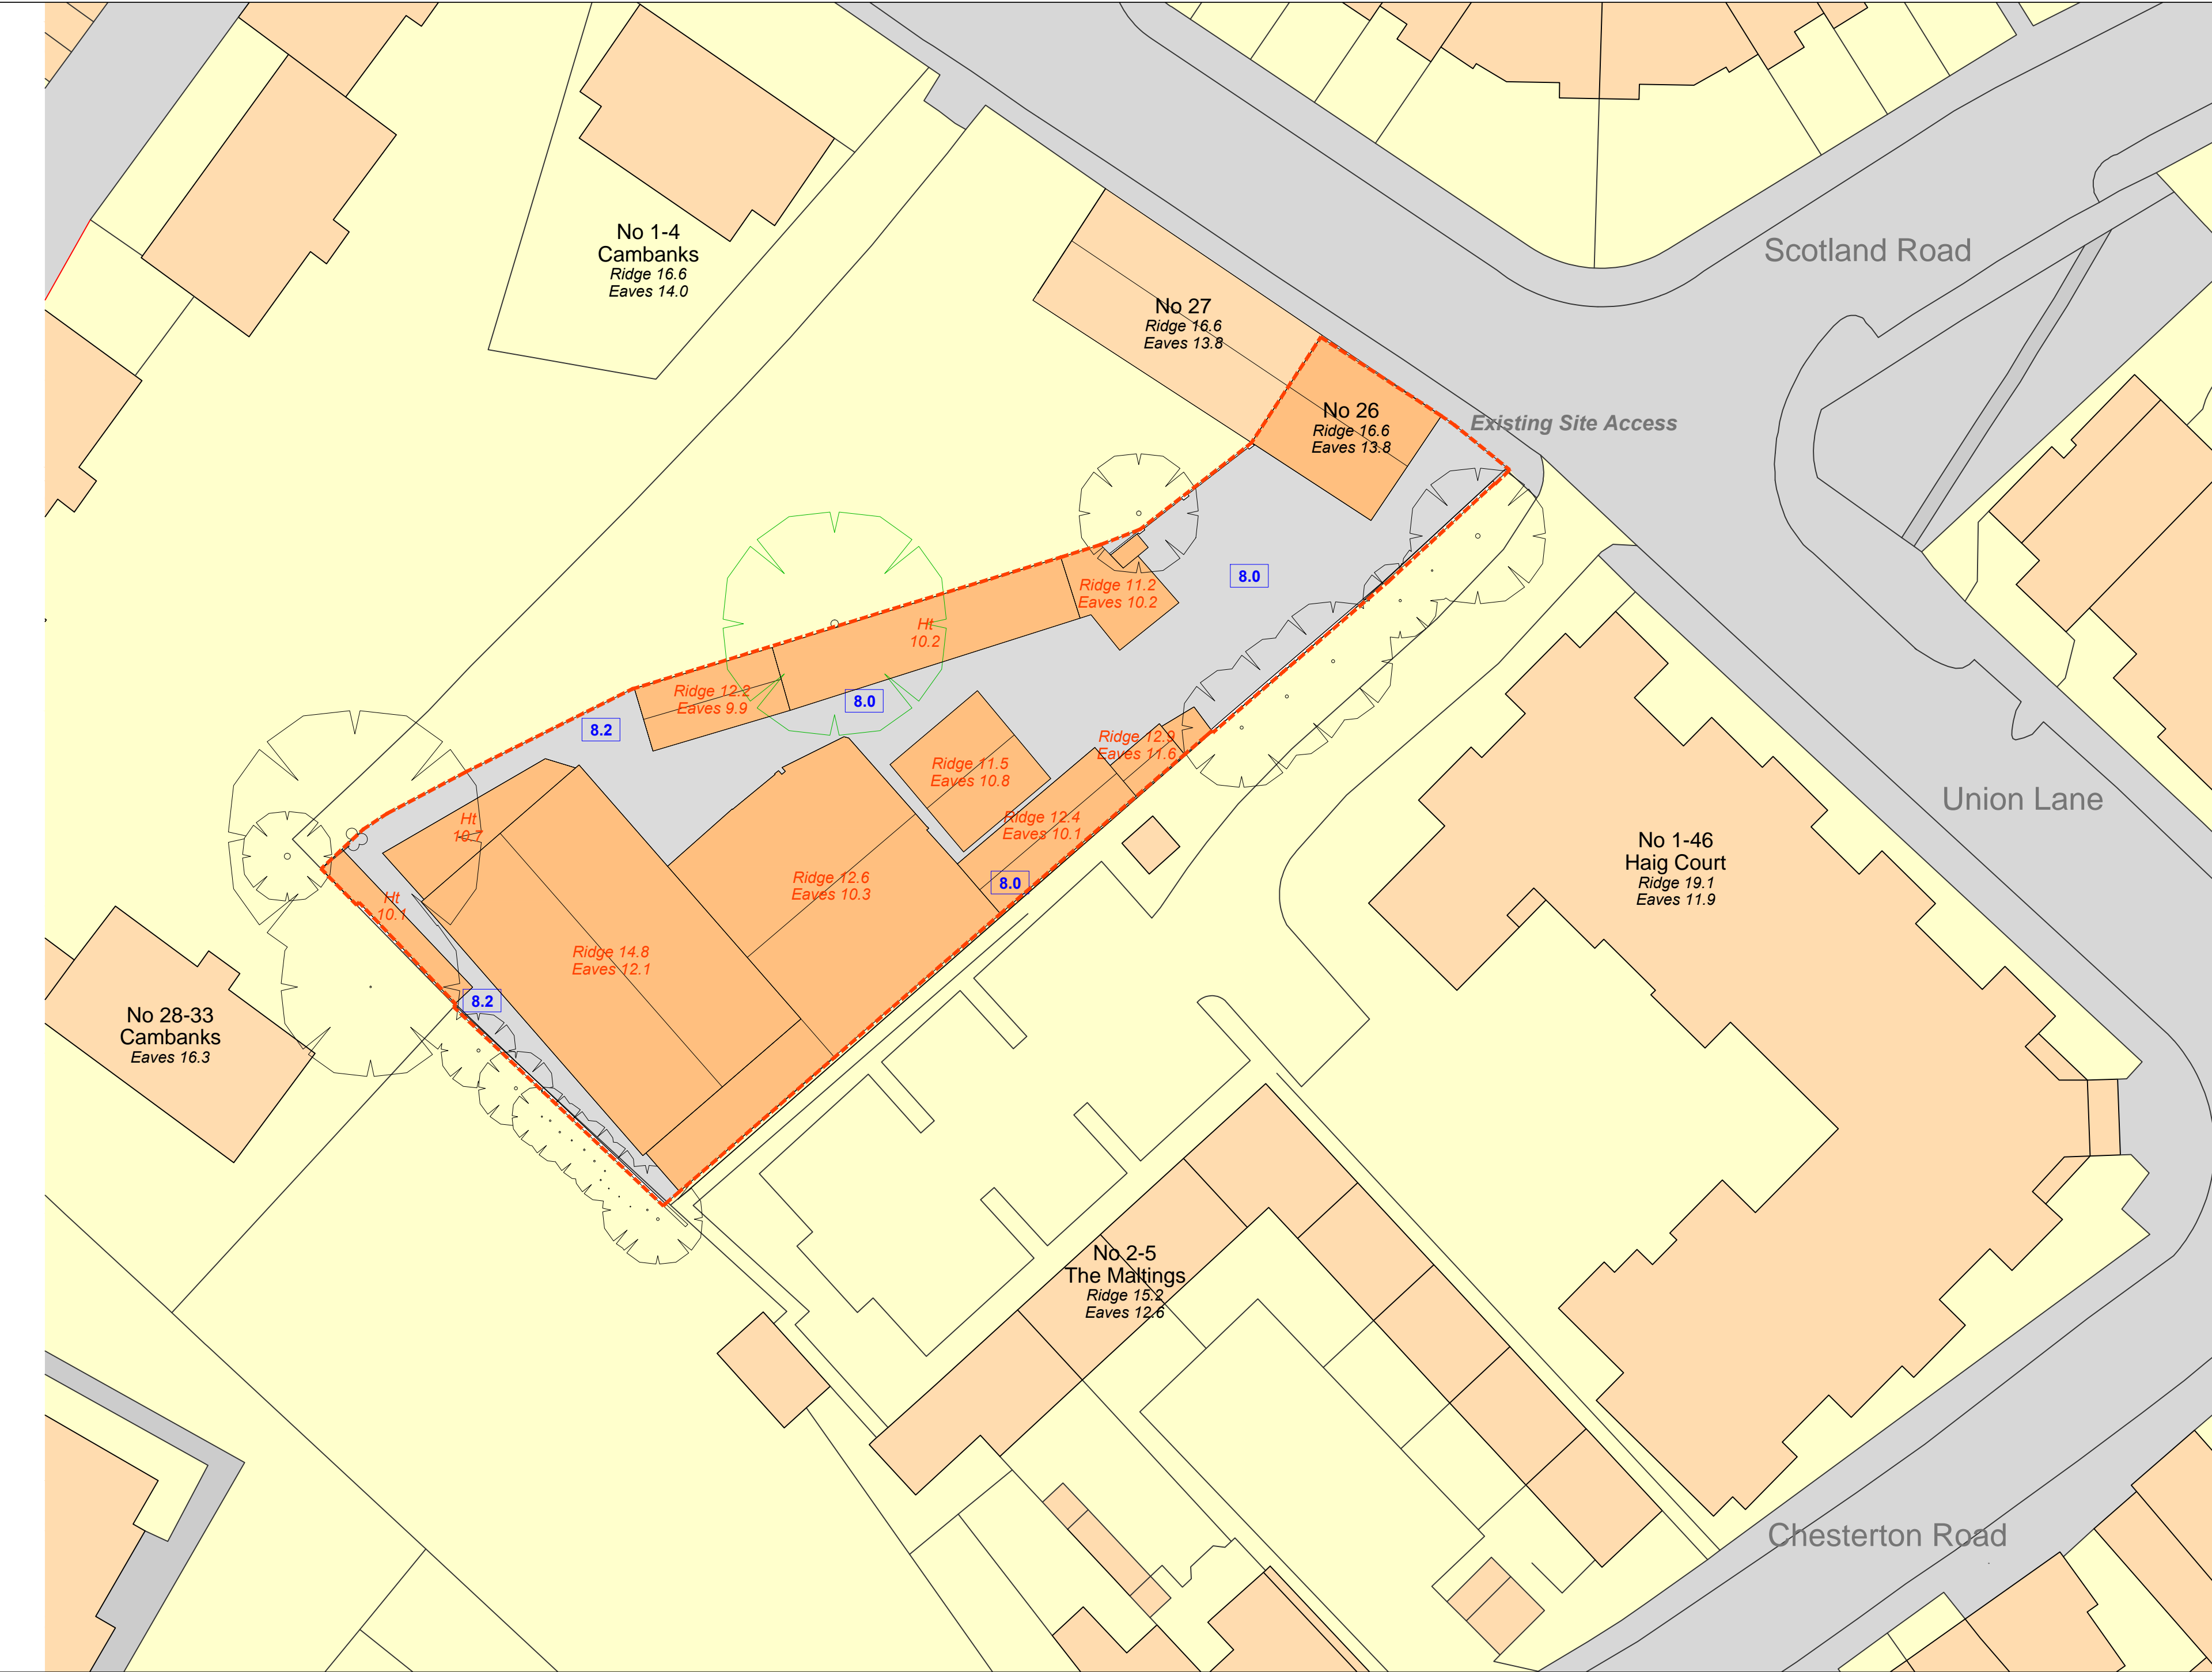 No 1-4
Cambanks
Ridge 16.6
Eaves 14.0
Scotland Road
No 27
Ridge 16.6
Eaves 13.8
No 26
Ridge 16.6
Eaves 13.8
Existing Site Access
8.0
Ridge 11.2
Eaves 10.2
Ht
10.2
Ridge 12.2
Eaves 9.9
8.0
8.2
Ridge 12.9
Eaves 11.6
Ridge 11.5
Eaves 10.8
Union Lane
Ht
10.7
Ridge 12.4
Eaves 10.1
No 1-46
Haig Court
Ridge 19.1
Eaves 11.9
Ridge 12.6
Eaves 10.3
8.0
Ht
10.1
Ridge 14.8
Eaves 12.1
8.2
No 28-33
Cambanks
Eaves 16.3
No 2-5
The Maltings
Ridge 15.2
Eaves 12.6
Chesterton Road